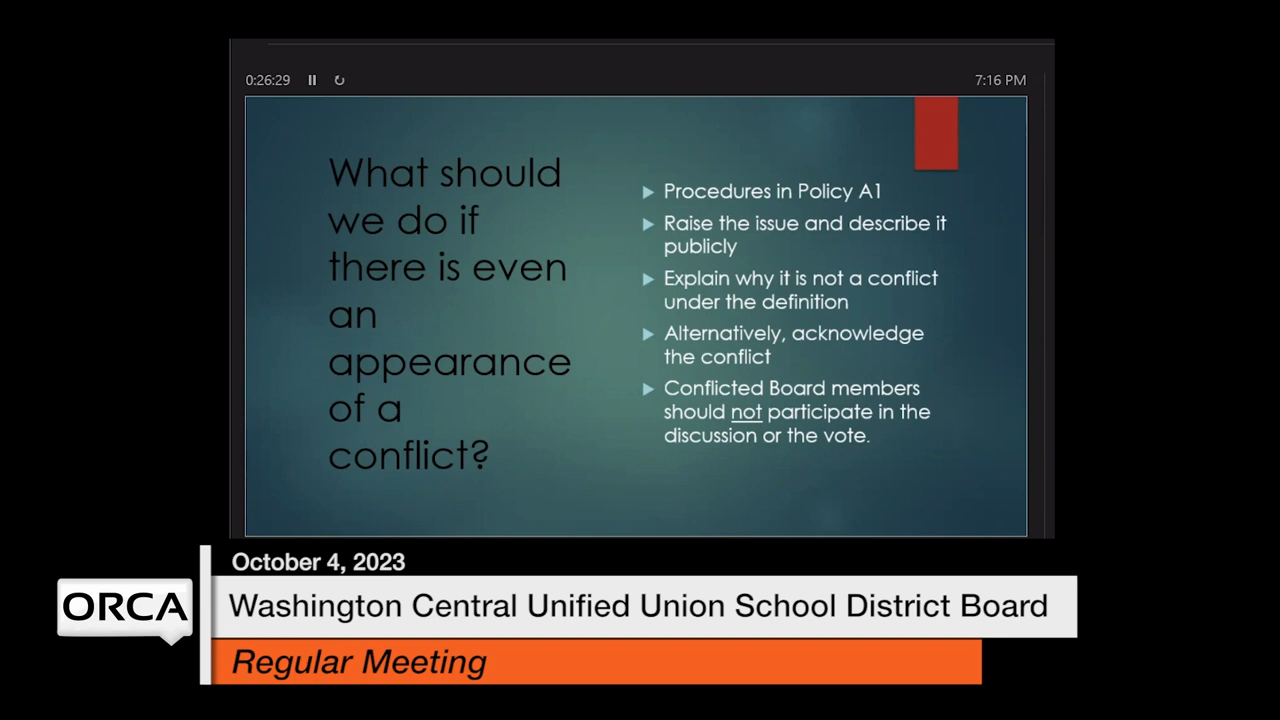 0:26:29
7:16 PM
What should
we do if
there is even
an
appearance
of a
conflict?
Procedures in Policy A1
Raise the issue and describe it
publicly
Explain why it is not a conflict
under the definition
Alternatively, acknowledge
the conflict
Conflicted Board members
should not participate in the
discussion or the vote.
October 4, 2023
ORCA
Washington Central Unified Union School District Board
Regular Meeting